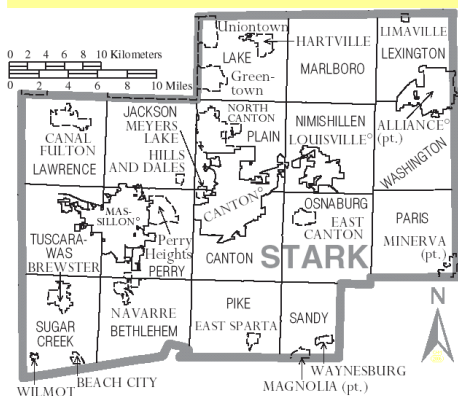 Uniontown
HARTVILLE
LIMAVILLE
LAKE
LEXINGTON
MARLBORO
0 2 4 6 8 10 Kilometers
0 2 4 6 8 10 Miles
Green-
town
JACKSON
NORTH
CANTON
MEYERS
LAKE
PLAIN
NIMISHILLEN
LOUISVILLE°
ALLIANCE°
(pt.)
CANAL
FULTON
HILLS
AND DALES
LAWRENCE
WASHINGTON
CANTON°
OSNABURG
EAST
CANTON
MAS-
SILLON°
PARIS
MINERVA
(pt.)
TUSCARA-
WAS
Perry
Heights
PERRY
CANTON
STARK
BREWSTER
N
NAVARRE
BETHLEHEM
PIKE
EAST SPARTA
SANDY
SUGAR
CREEK
WAYNESBURG
MAGNOLIA (pt.)
BEACH CITY
WILMOT